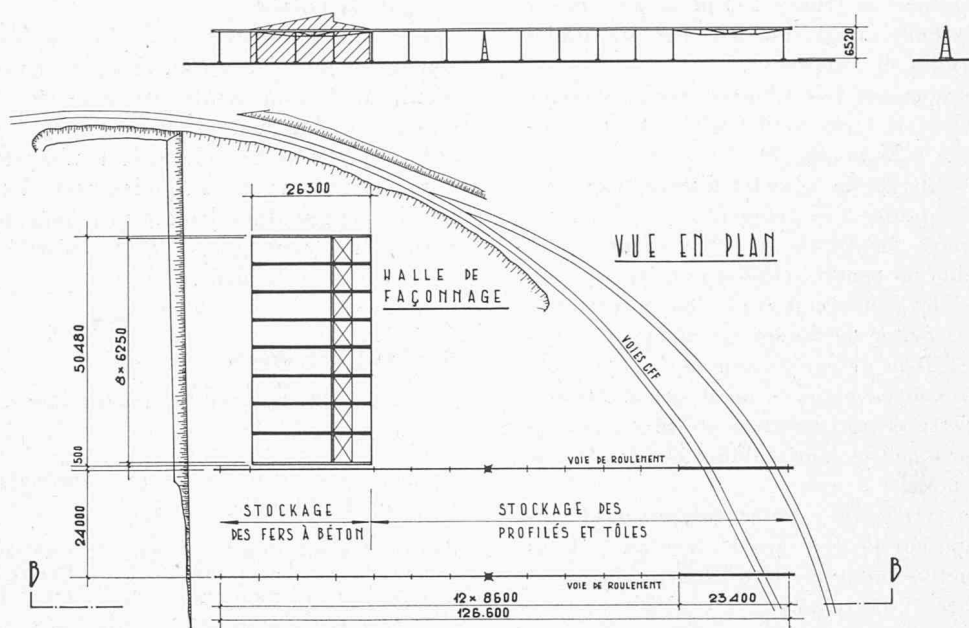 6520
26300
VUE EN PLAN
HALLE DE
FAÇONNAGE
50480
8 × 6250
VOIES CFF
500
VOIE DE ROULEMENT
STOCKAGE
DES FERS À BÉTON
STOCKAGE DES
PROFILÉS ET TÔLES
24000
B
B
VOIE DE ROULEMENT
12 × 8600
23400
126.600